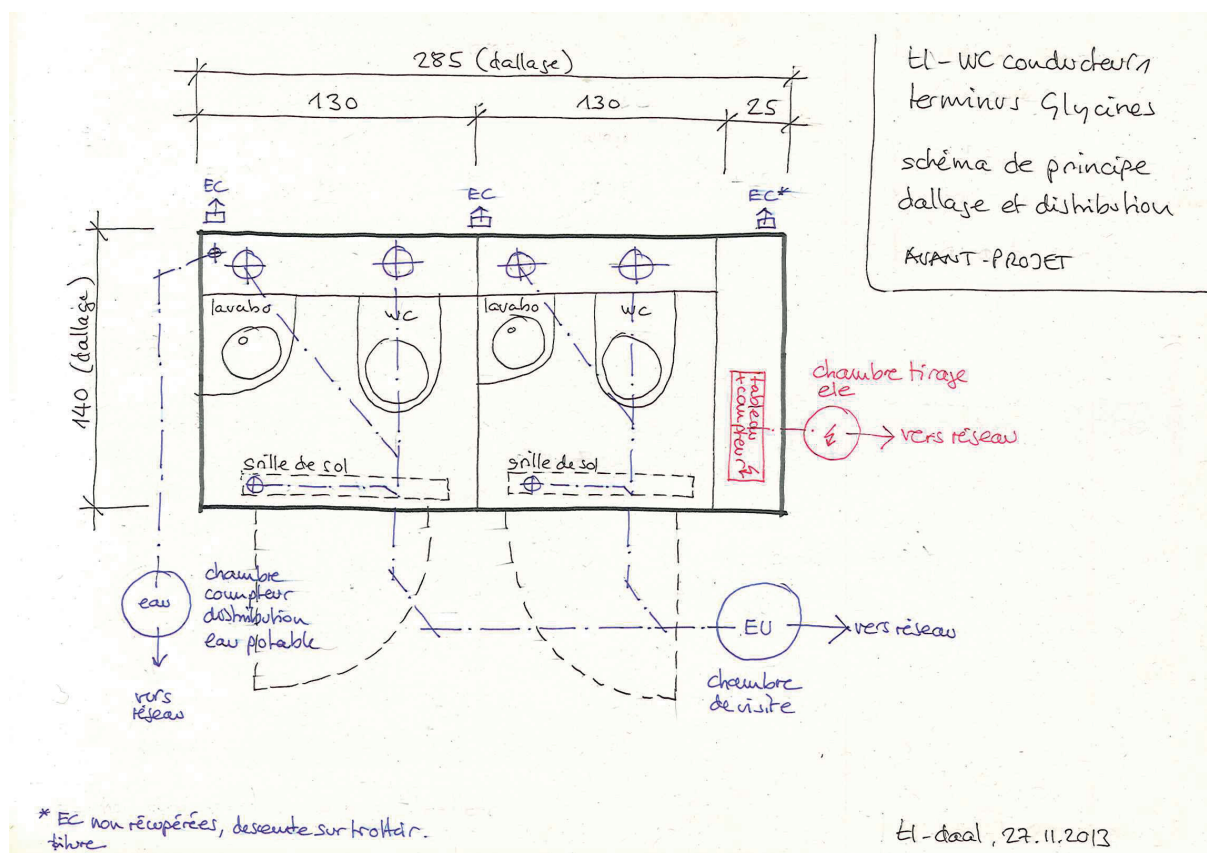 285 (dallage)
130
130
25
tl-WC conducteurs
terminus Glycines
schéma de principe
dallage et distribution
AVANT-PROJET
EC
EC
EC*
140 (dallage)
lavabo
WC
lavabo
WC
grille de sol
grille de sol
tableau
+compteur
chambre tirage
ele
vers réseau
eau
chambre
compteur
distribution
eau potable
vers
réseau
EU
vers réseau
chambre
de visite
* EC non récupérées, descente sur trottoir.
tl-daal, 27.11.2013